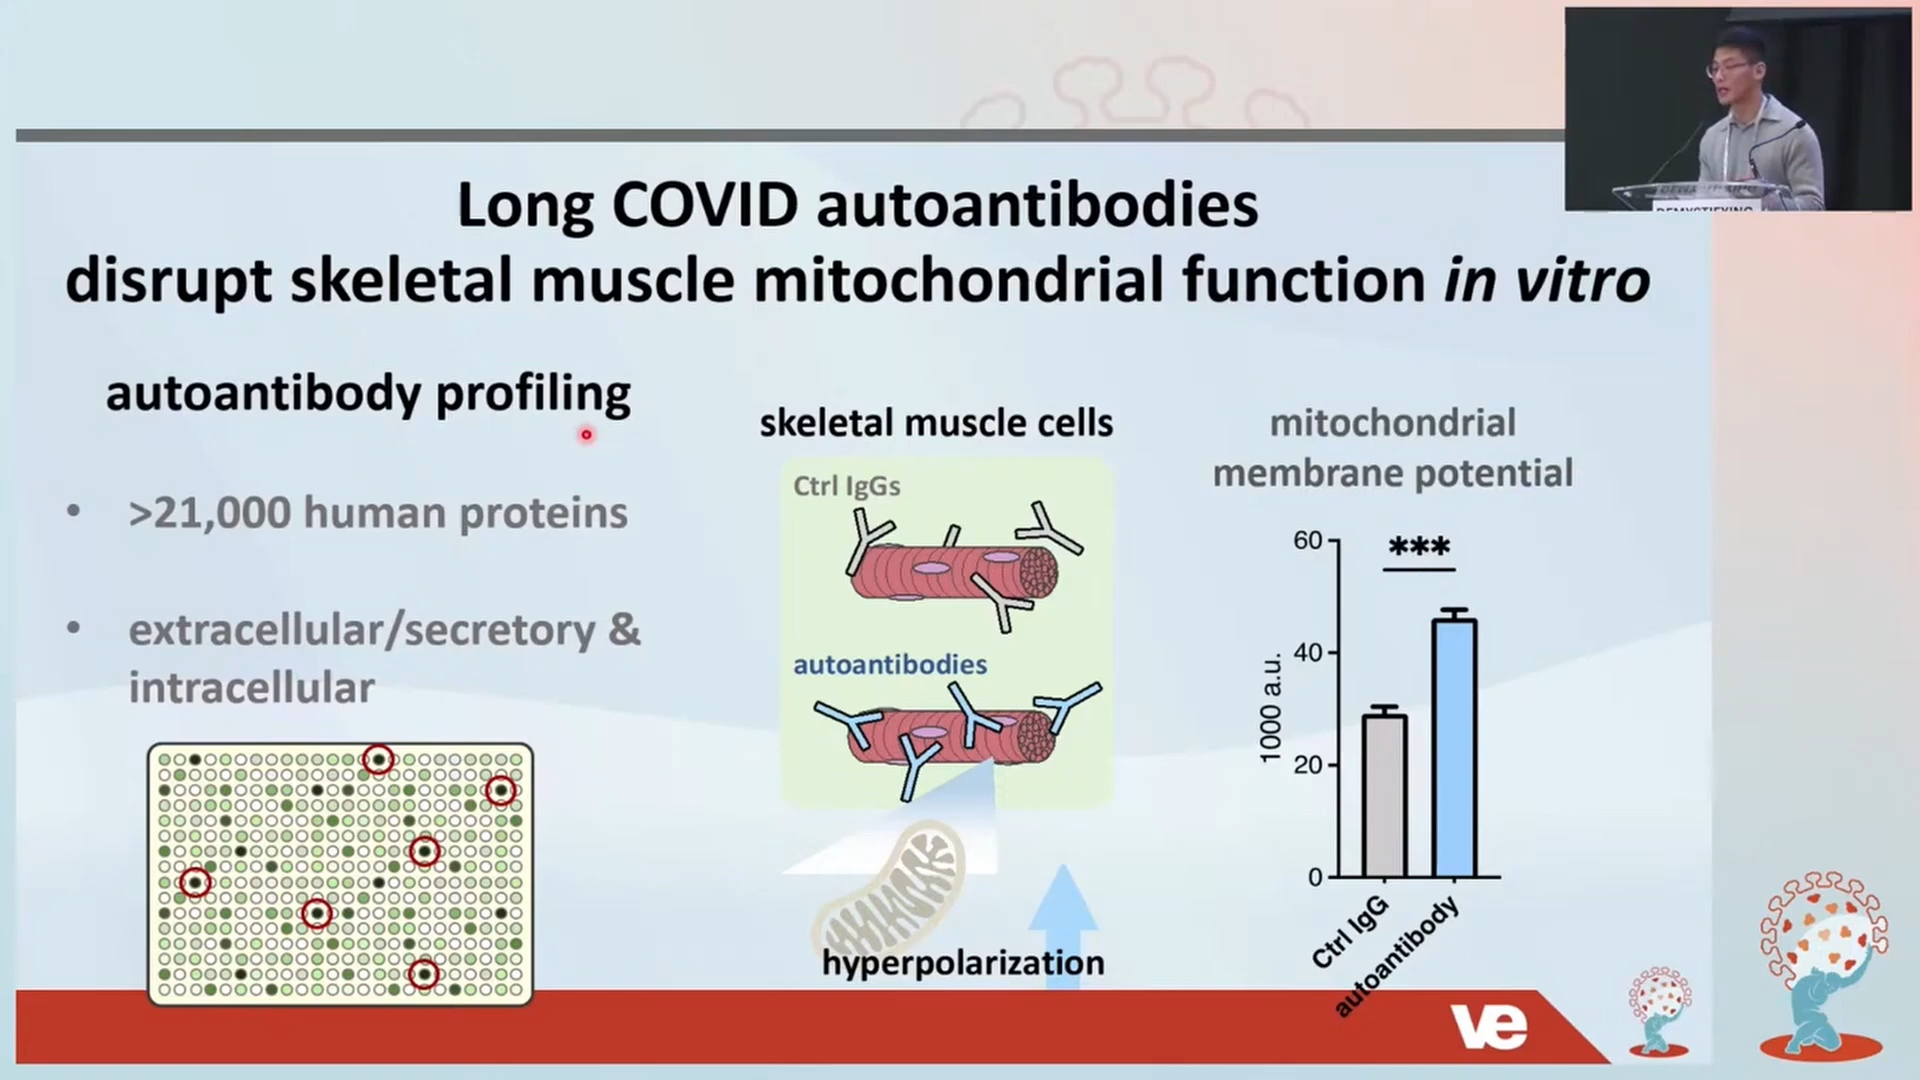 Long COVID autoantibodies
disrupt skeletal muscle mitochondrial function in vitro
autoantibody profiling
• >21,000 human proteins
• extracellular/secretory &
intracellular
skeletal muscle cells
Ctrl IgGs
autoantibodies
hyperpolarization
mitochondrial
membrane potential
***
60
40
20
0
1000 a.u.
Ctrl IgG
autoantibody
ve
DEMYSTIFYING